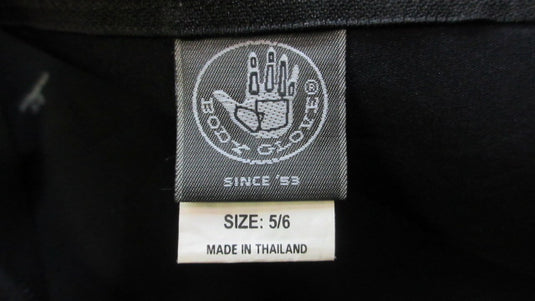 BODY GLOVE®
SINCE '53
SIZE: 5/6
MADE IN THAILAND